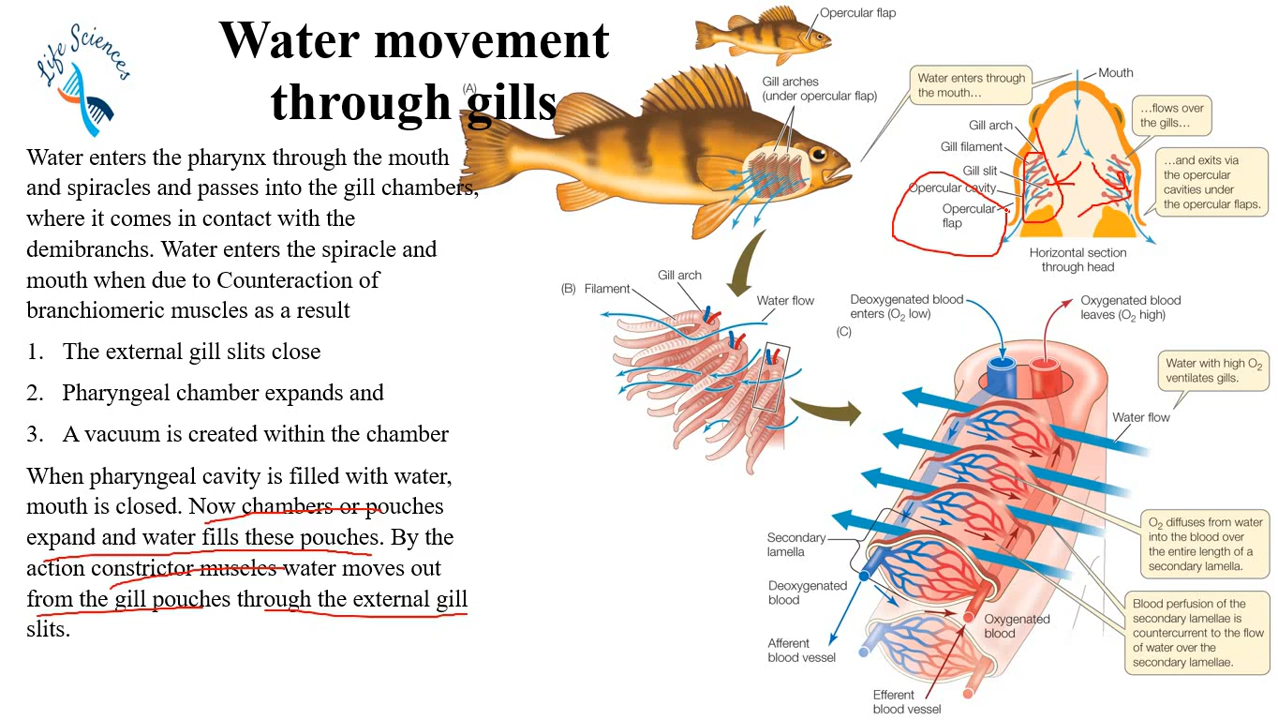 Life Sciences
Water movement
through gills
Water enters the pharynx through the mouth
and spiracles and passes into the gill chambers,
where it comes in contact with the
demibranchs. Water enters the spiracle and
mouth when due to Counteraction of
branchiomeric muscles as a result
1. The external gill slits close
2. Pharyngeal chamber expands and
3. A vacuum is created within the chamber
When pharyngeal cavity is filled with water,
mouth is closed. Now chambers or pouches
expand and water fills these pouches. By the
action constrictor muscles water moves out
from the gill pouches through the external gill
slits.
Opercular flap
(A)
Gill arches
(under opercular flap)
Water enters through
the mouth…
Mouth
…flows over
the gills…
Gill arch
Gill filament
Gill slit
Opercular cavity
Opercular
flap
…and exits via
the opercular
cavities under
the opercular flaps.
Horizontal section
through head
(B) Filament
Gill arch
Water flow
Deoxygenated blood
enters (O₂ low)
Oxygenated blood
leaves (O₂ high)
(C)
Water with high O₂
ventilates gills.
Water flow
O₂ diffuses from water
into the blood over
the entire length of a
secondary lamella.
Secondary
lamella
Deoxygenated
blood
Afferent
blood vessel
Oxygenated
blood
Efferent
blood vessel
Blood perfusion of the
secondary lamellae is
countercurrent to the flow
of water over the
secondary lamellae.